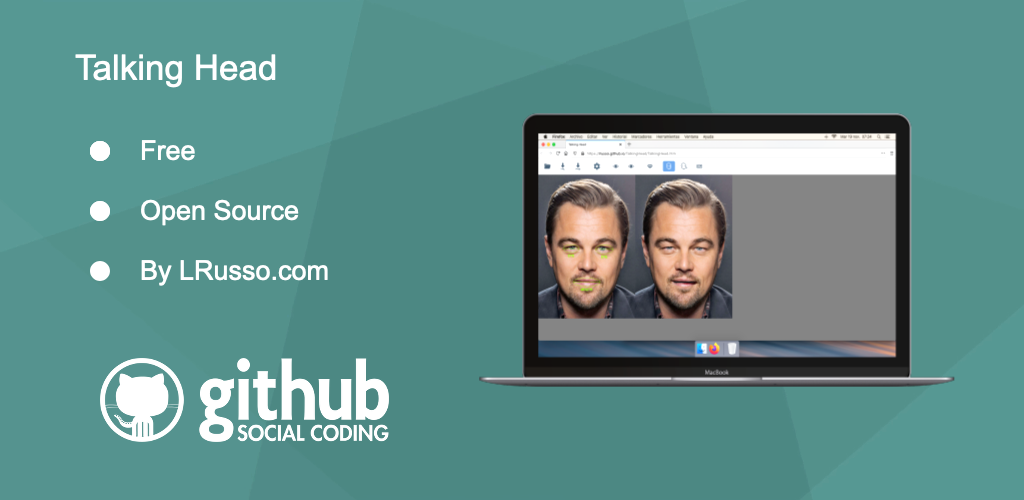 Talking Head
Free
Open Source
By LRusso.com
github
SOCIAL CODING
MacBook